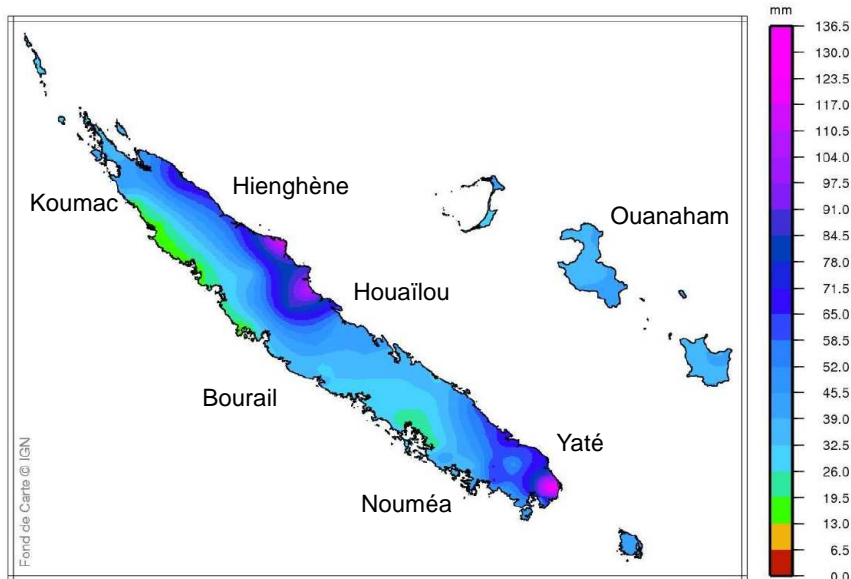 mm
136.5
130.0
123.5
117.0
110.5
104.0
97.5
91.0
84.5
78.0
71.5
65.0
58.5
52.0
45.5
39.0
32.5
26.0
19.5
13.0
6.5
0.0
Hienghène
Koumac
Ouanaham
Houaïlou
Bourail
Yaté
Nouméa
Fond de Carte © IGN